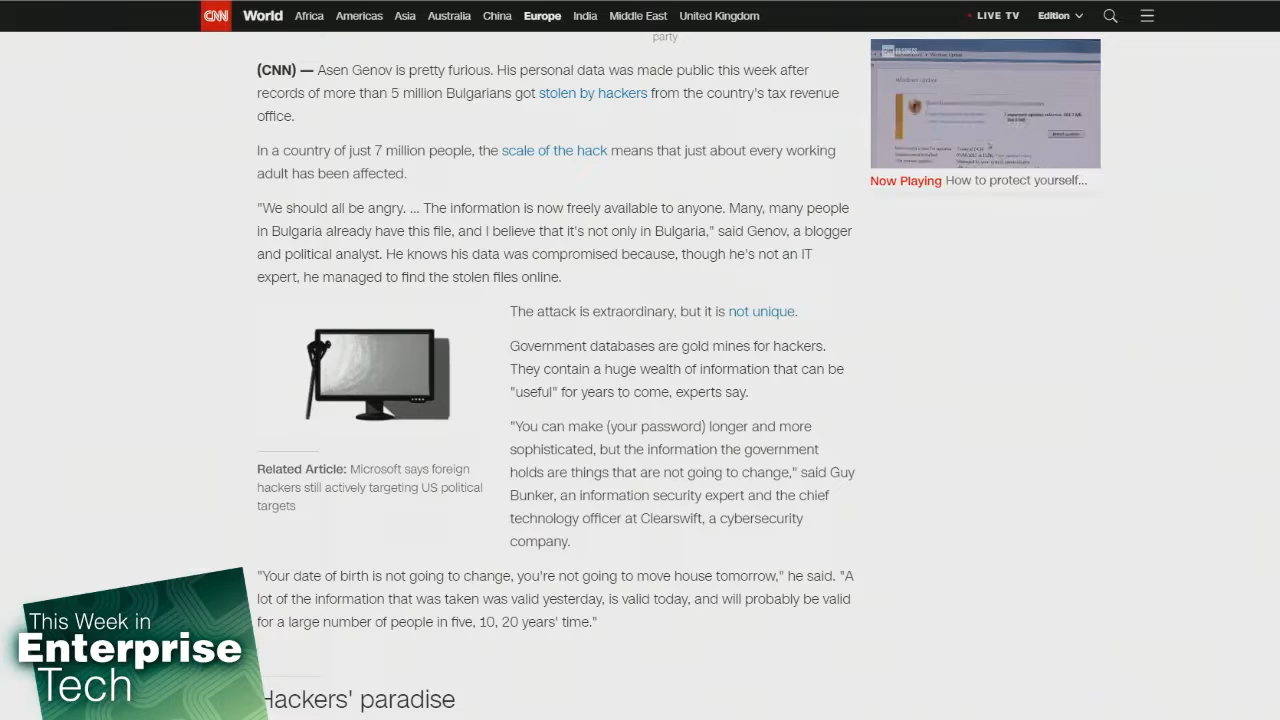 CNN World Africa Americas Asia Australia China Europe India Middle East United Kingdom LIVE TV Edition
party
(CNN) — Asen Genov is pretty furious. His personal data was made public this week after
records of more than 5 million Bulgarians got stolen by hackers from the country's tax revenue
office.
In a country of just 7 million people, the scale of the hack means that just about every working
adult has been affected.
"We should all be angry. ... The information is now freely available to anyone. Many, many people
in Bulgaria already have this file, and I believe that it's not only in Bulgaria," said Genov, a blogger
and political analyst. He knows his data was compromised because, though he's not an IT
expert, he managed to find the stolen files online.
The attack is extraordinary, but it is not unique.
Government databases are gold mines for hackers.
They contain a huge wealth of information that can be
"useful" for years to come, experts say.
"You can make (your password) longer and more
sophisticated, but the information the government
holds are things that are not going to change," said Guy
Bunker, an information security expert and the chief
technology officer at Clearswift, a cybersecurity
company.
Related Article: Microsoft says foreign
hackers still actively targeting US political
targets
"Your date of birth is not going to change, you're not going to move house tomorrow," he said. "A
lot of the information that was taken was valid yesterday, is valid today, and will probably be valid
for a large number of people in five, 10, 20 years' time."
Hackers' paradise
Now Playing How to protect yourself...
This Week in
Enterprise
Tech